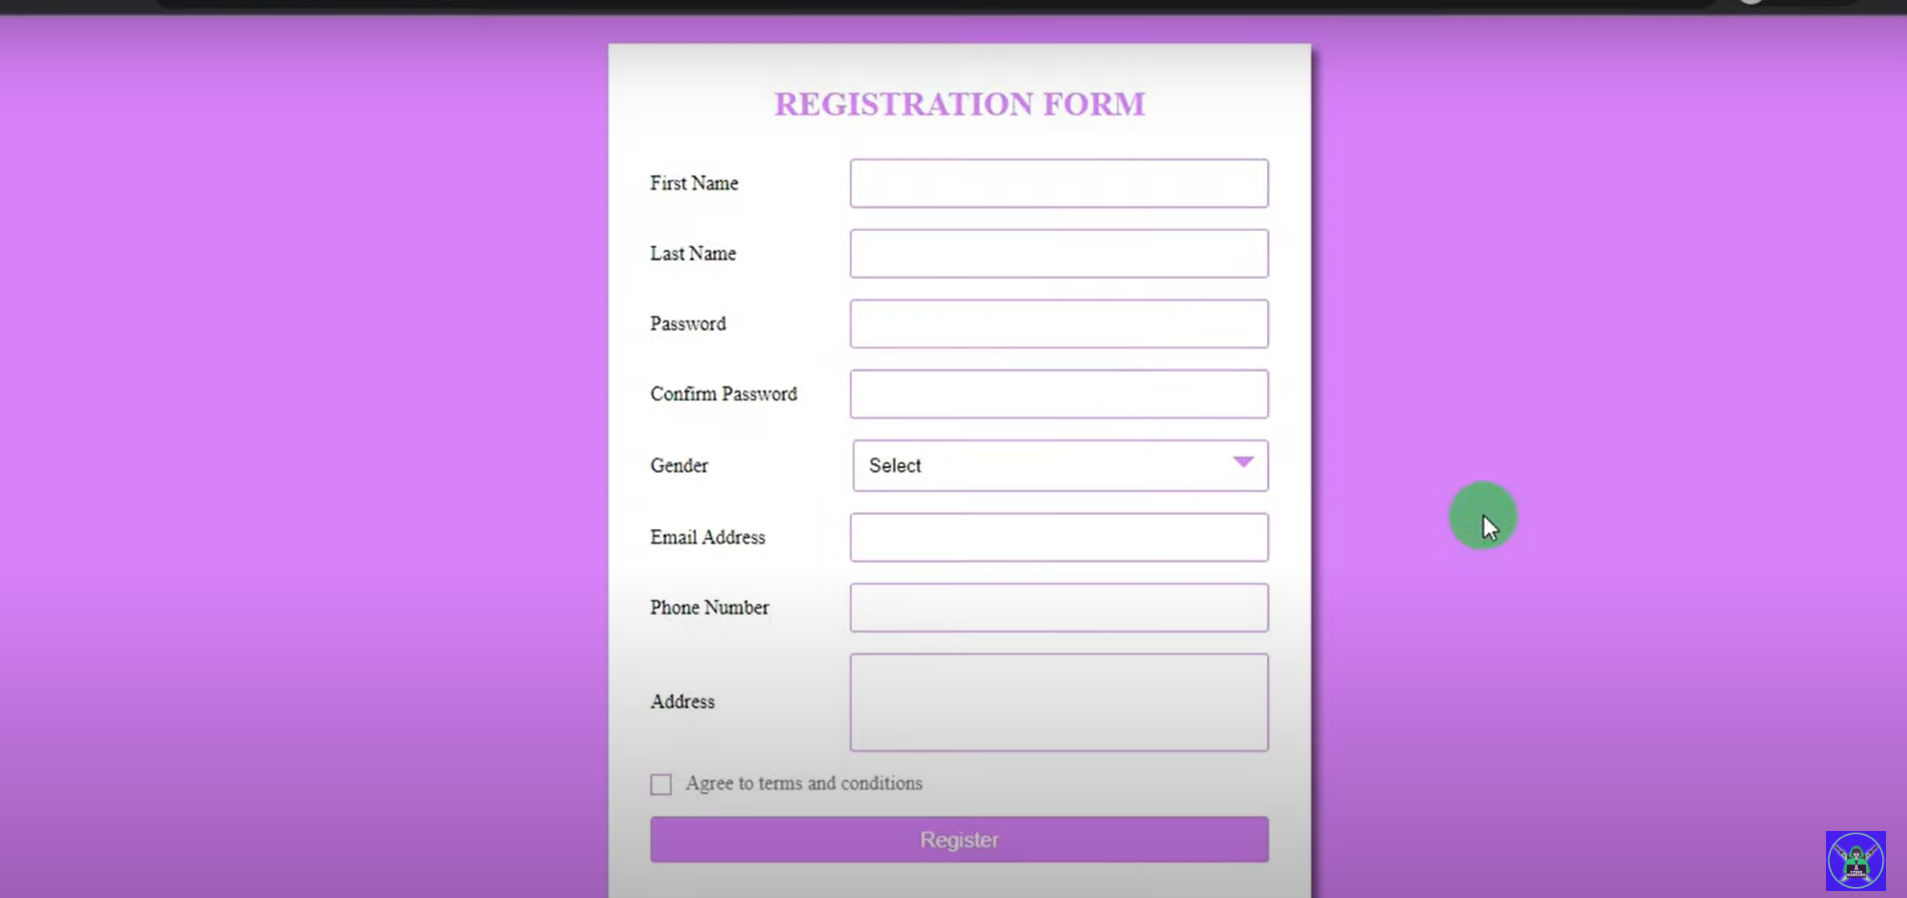 REGISTRATION FORM
First Name
Last Name
Password
Confirm Password
Gender
Select
Email Address
Phone Number
Address
Agree to terms and conditions
Register